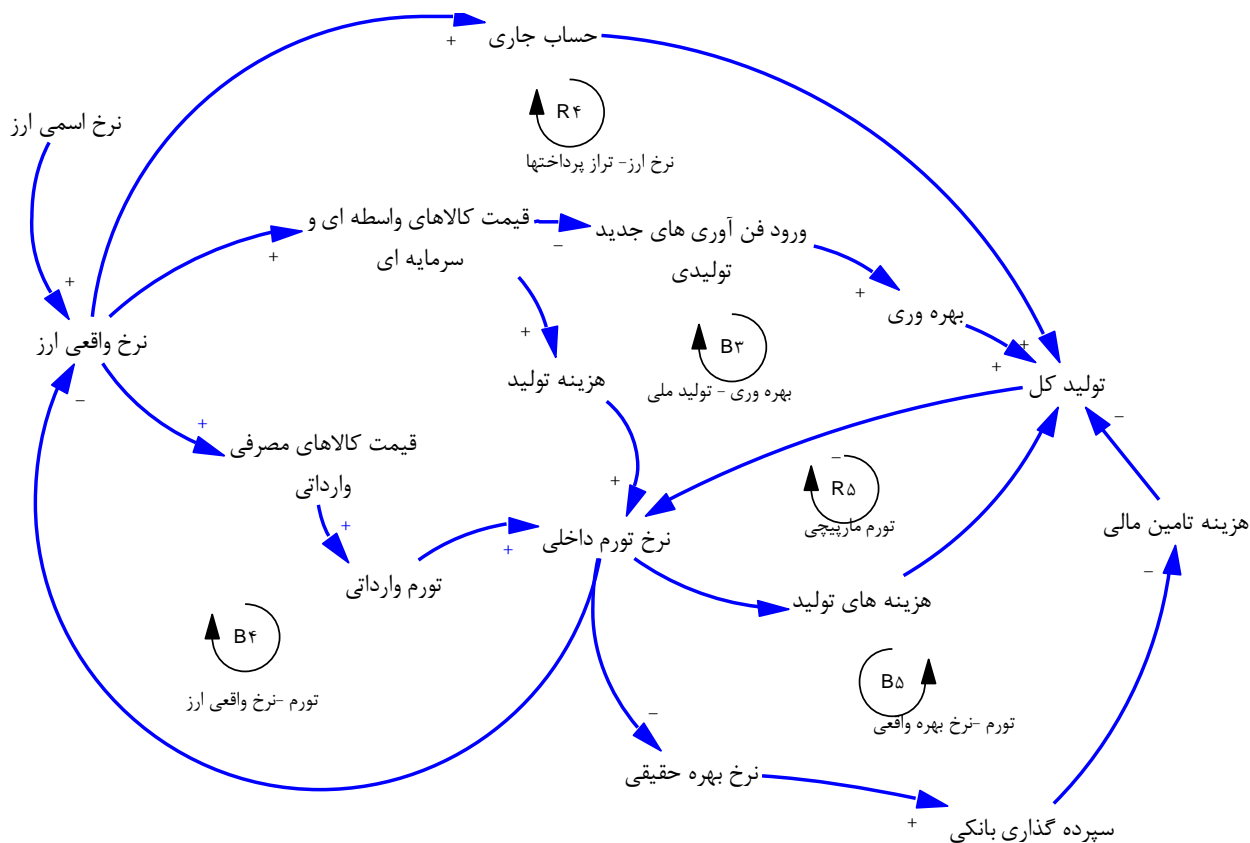 حساب جاری
+
R۴
نرخ ارز- تراز پرداختها
نرخ اسمی ارز
+
قیمت کالاهای واسطه ای و
سرمایه ای
+
-
ورود فن آوری های جدید
تولیدی
+
بهره وری
+
+
نرخ واقعی ارز
-
B۳
بهره وری - تولید ملی
+
هزینه تولید
تولید کل
-
+
قیمت کالاهای مصرفی
وارداتی
+
-
R۵
تورم مارپیچی
+
نرخ تورم داخلی
+
هزینه تامین مالی
-
تورم وارداتی
هزینه های تولید
B۴
تورم -نرخ واقعی ارز
B۵
تورم -نرخ بهره واقعی
-
نرخ بهره حقیقی
+
سپرده گذاری بانکی